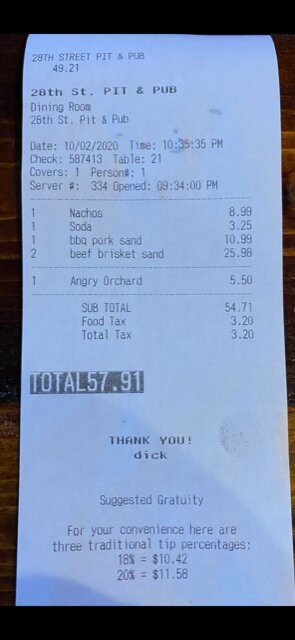 28TH STREET PIT & PUB
49.21
28th St. PIT & PUB
Dining Room
28th St. Pit & Pub
Date: 10/02/2020 Time: 10:35:35 PM
Check: 587413 Table: 21
Covers: 1 Person#: 1
Server #: 334 Opened: 09:34:00 PM
1 Nachos 8.99
1 Soda 3.25
1 bbq pork sand 10.99
2 beef brisket sand 25.98
1 Angry Orchard 5.50
SUB TOTAL 54.71
Food Tax 3.20
Total Tax 3.20
TOTAL57.91
THANK YOU!
dick
Suggested Gratuity
For your convenience here are
three traditional tip percentages:
18% = $10.42
20% = $11.58